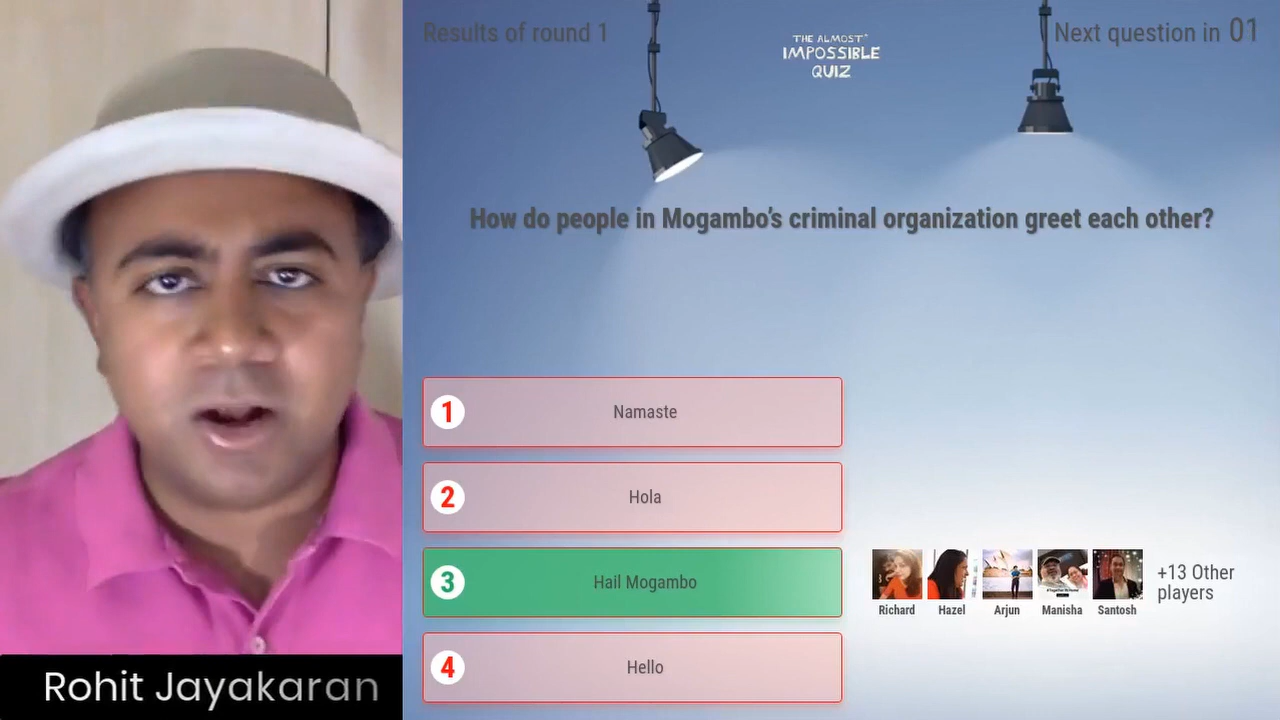 Results of round 1
THE ALMOST*
IMPOSSIBLE
QUIZ
Next question in 01
How do people in Mogambo's criminal organization greet each other?
1 Namaste
2 Hola
3 Hail Mogambo
4 Hello
Richard Hazel Arjun Manisha Santosh
+13 Other
players
Rohit Jayakaran